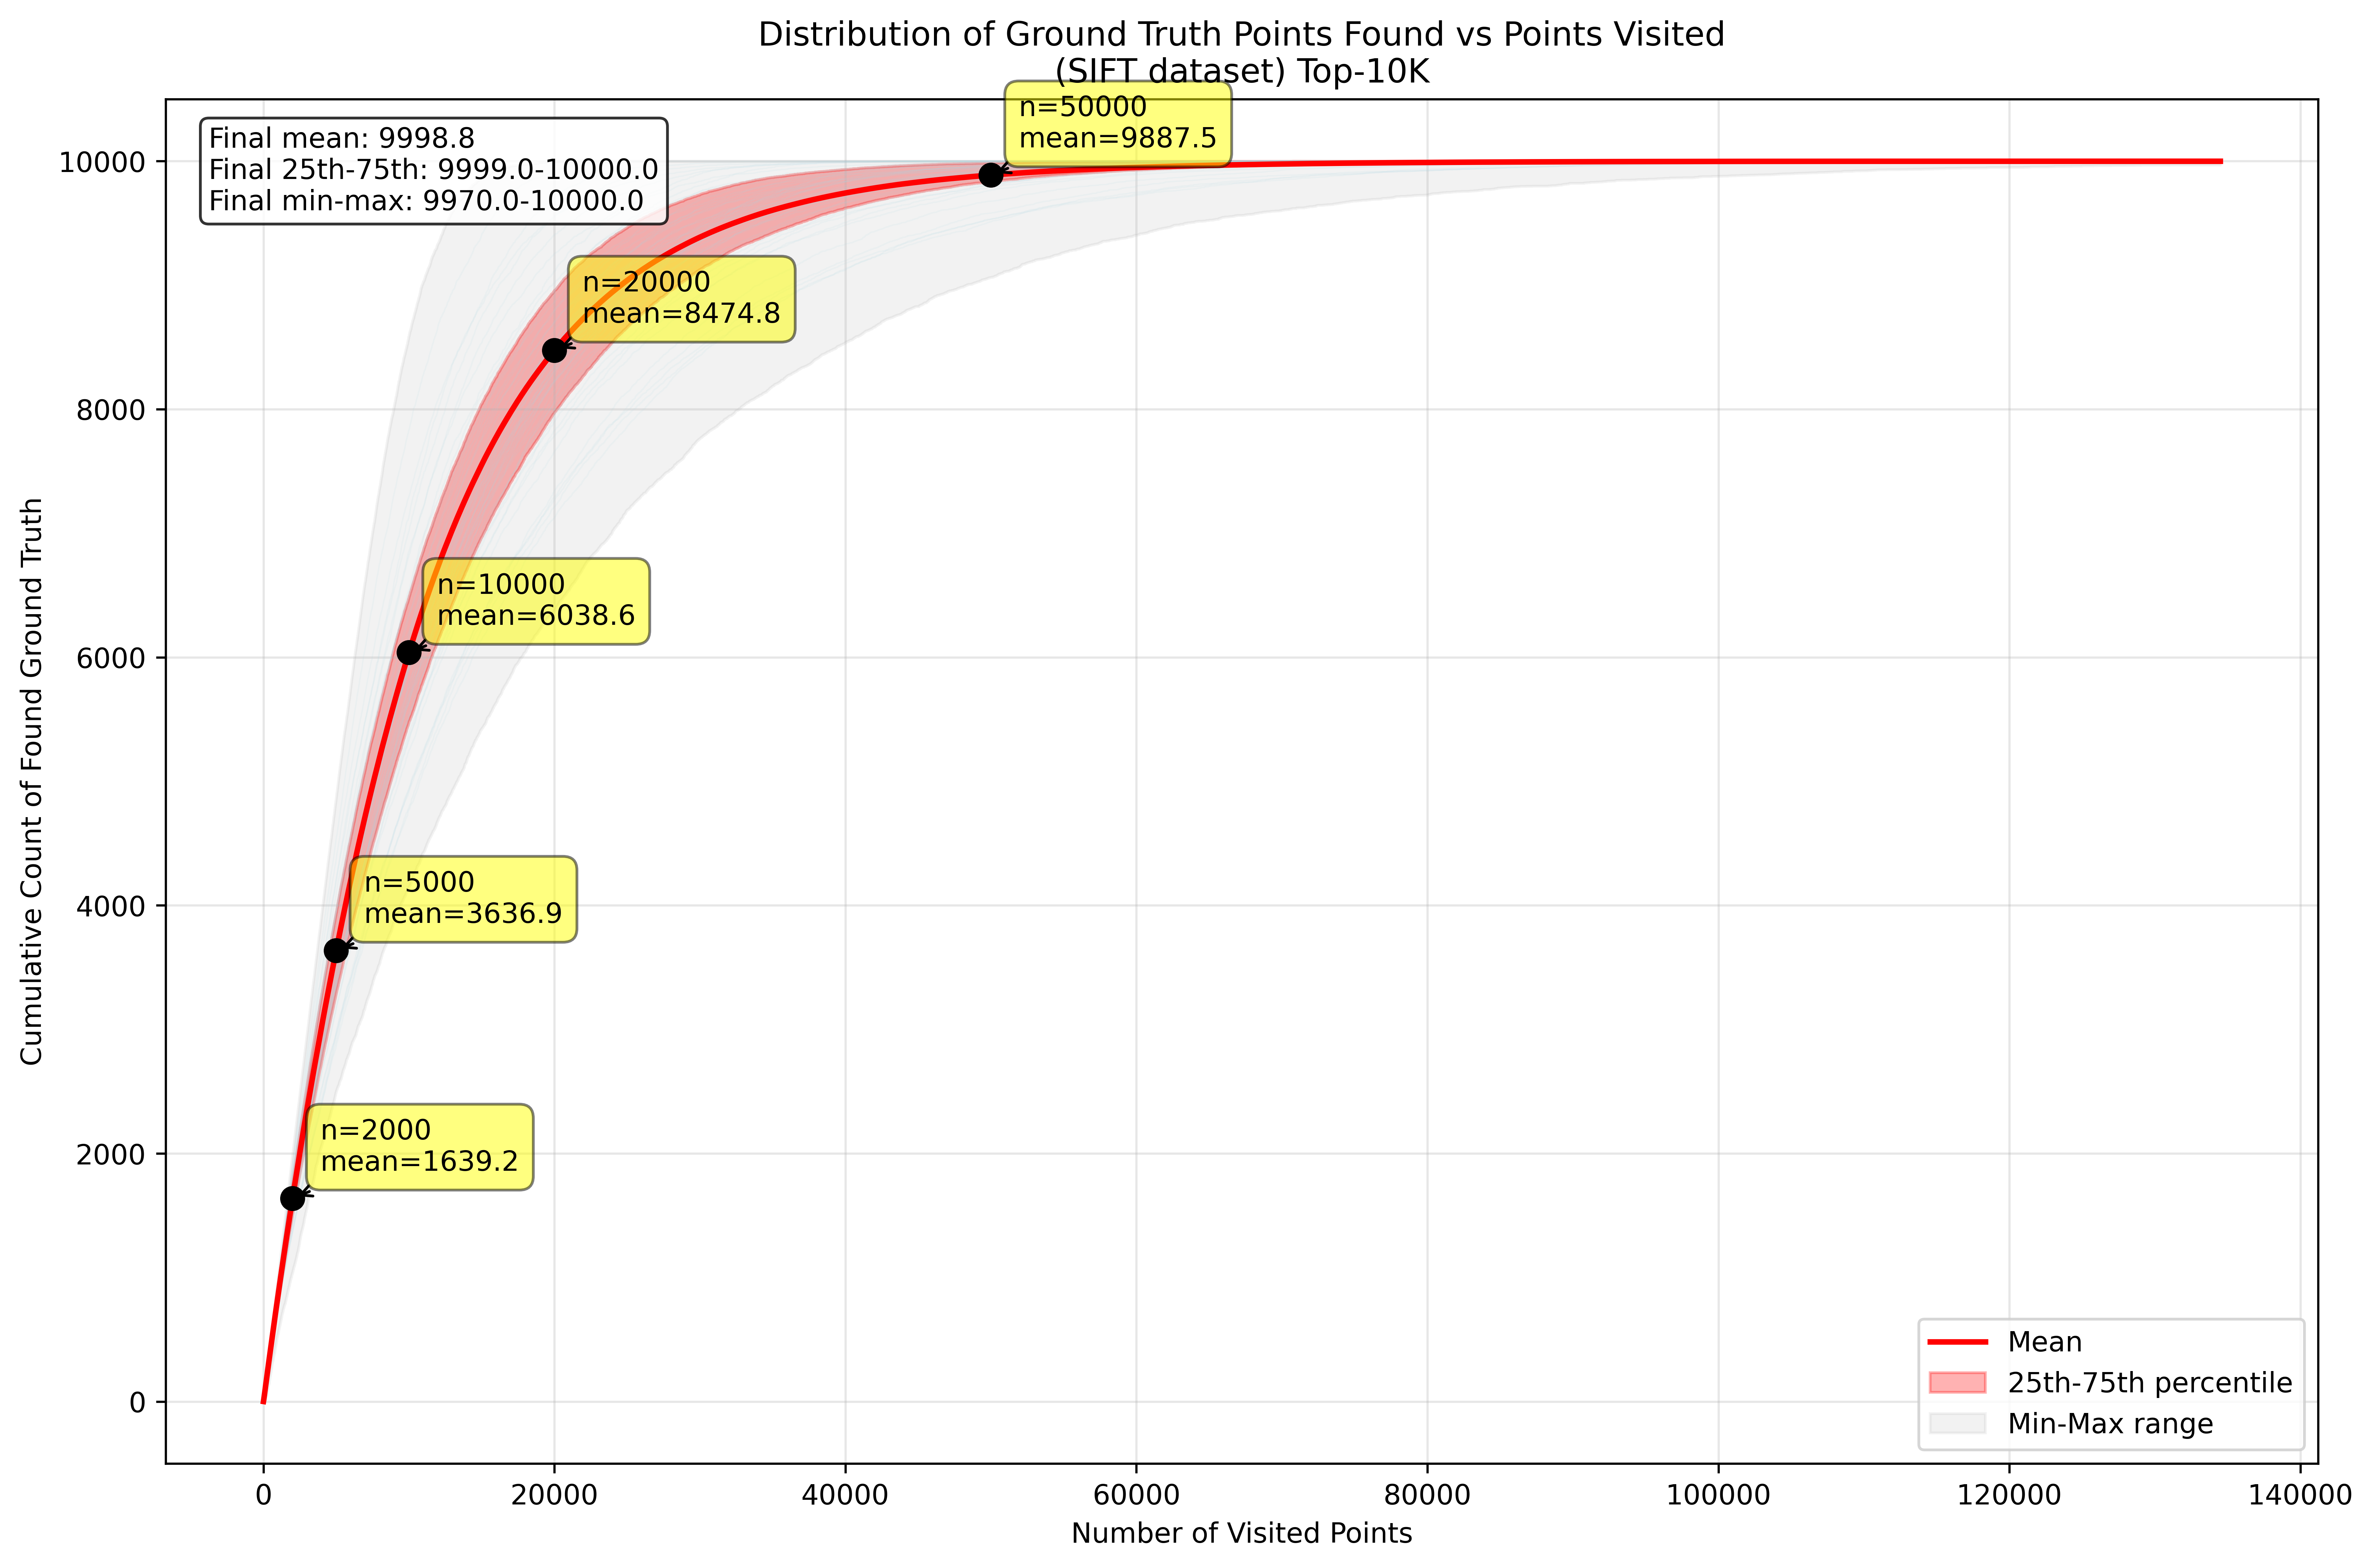 Distribution of Ground Truth Points Found vs Points Visited
(SIFT dataset) Top-10K
Final mean: 9998.8
Final 25th-75th: 9999.0-10000.0
Final min-max: 9970.0-10000.0
n=50000
mean=9887.5
n=20000
mean=8474.8
n=10000
mean=6038.6
n=5000
mean=3636.9
n=2000
mean=1639.2
Cumulative Count of Found Ground Truth
10000
8000
6000
4000
2000
0
Mean
25th-75th percentile
Min-Max range
0
20000
40000
60000
80000
100000
120000
140000
Number of Visited Points